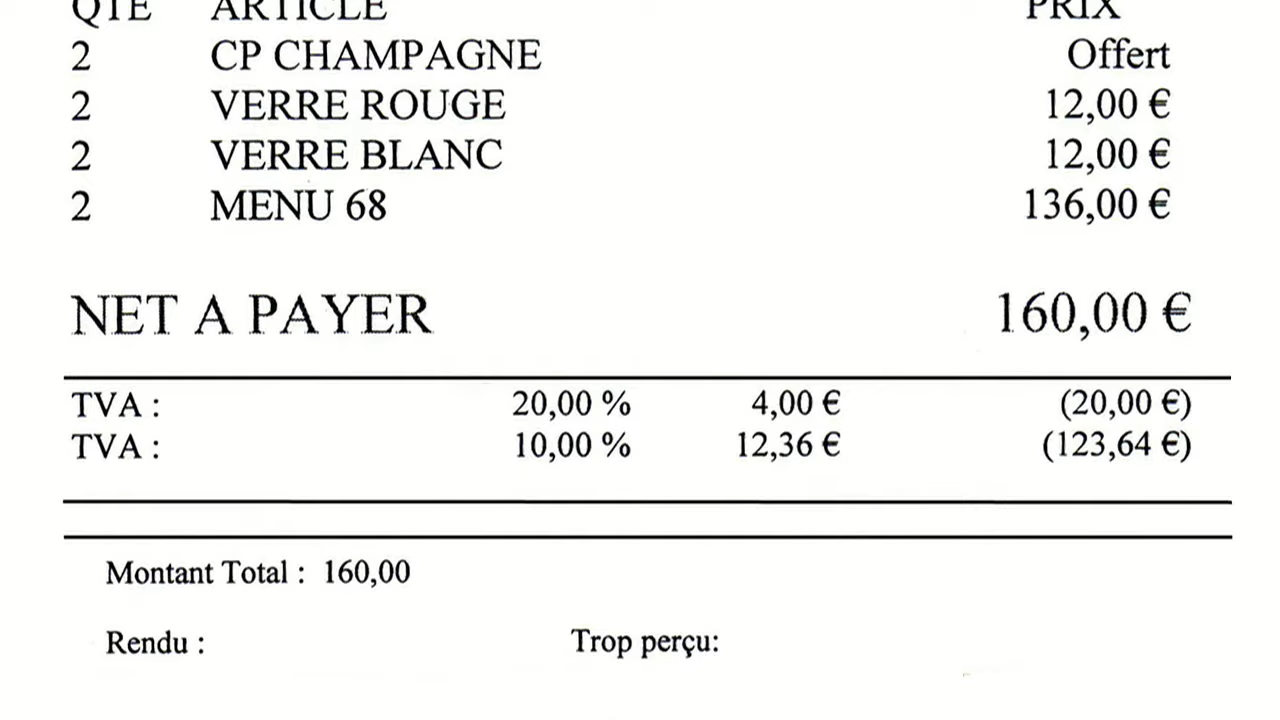 QTE ARTICLE PRIX
2 CP CHAMPAGNE Offert
2 VERRE ROUGE 12,00 €
2 VERRE BLANC 12,00 €
2 MENU 68 136,00 €
NET A PAYER 160,00 €
TVA : 20,00 % 4,00 € (20,00 €)
TVA : 10,00 % 12,36 € (123,64 €)
Montant Total : 160,00
Rendu : Trop perçu: